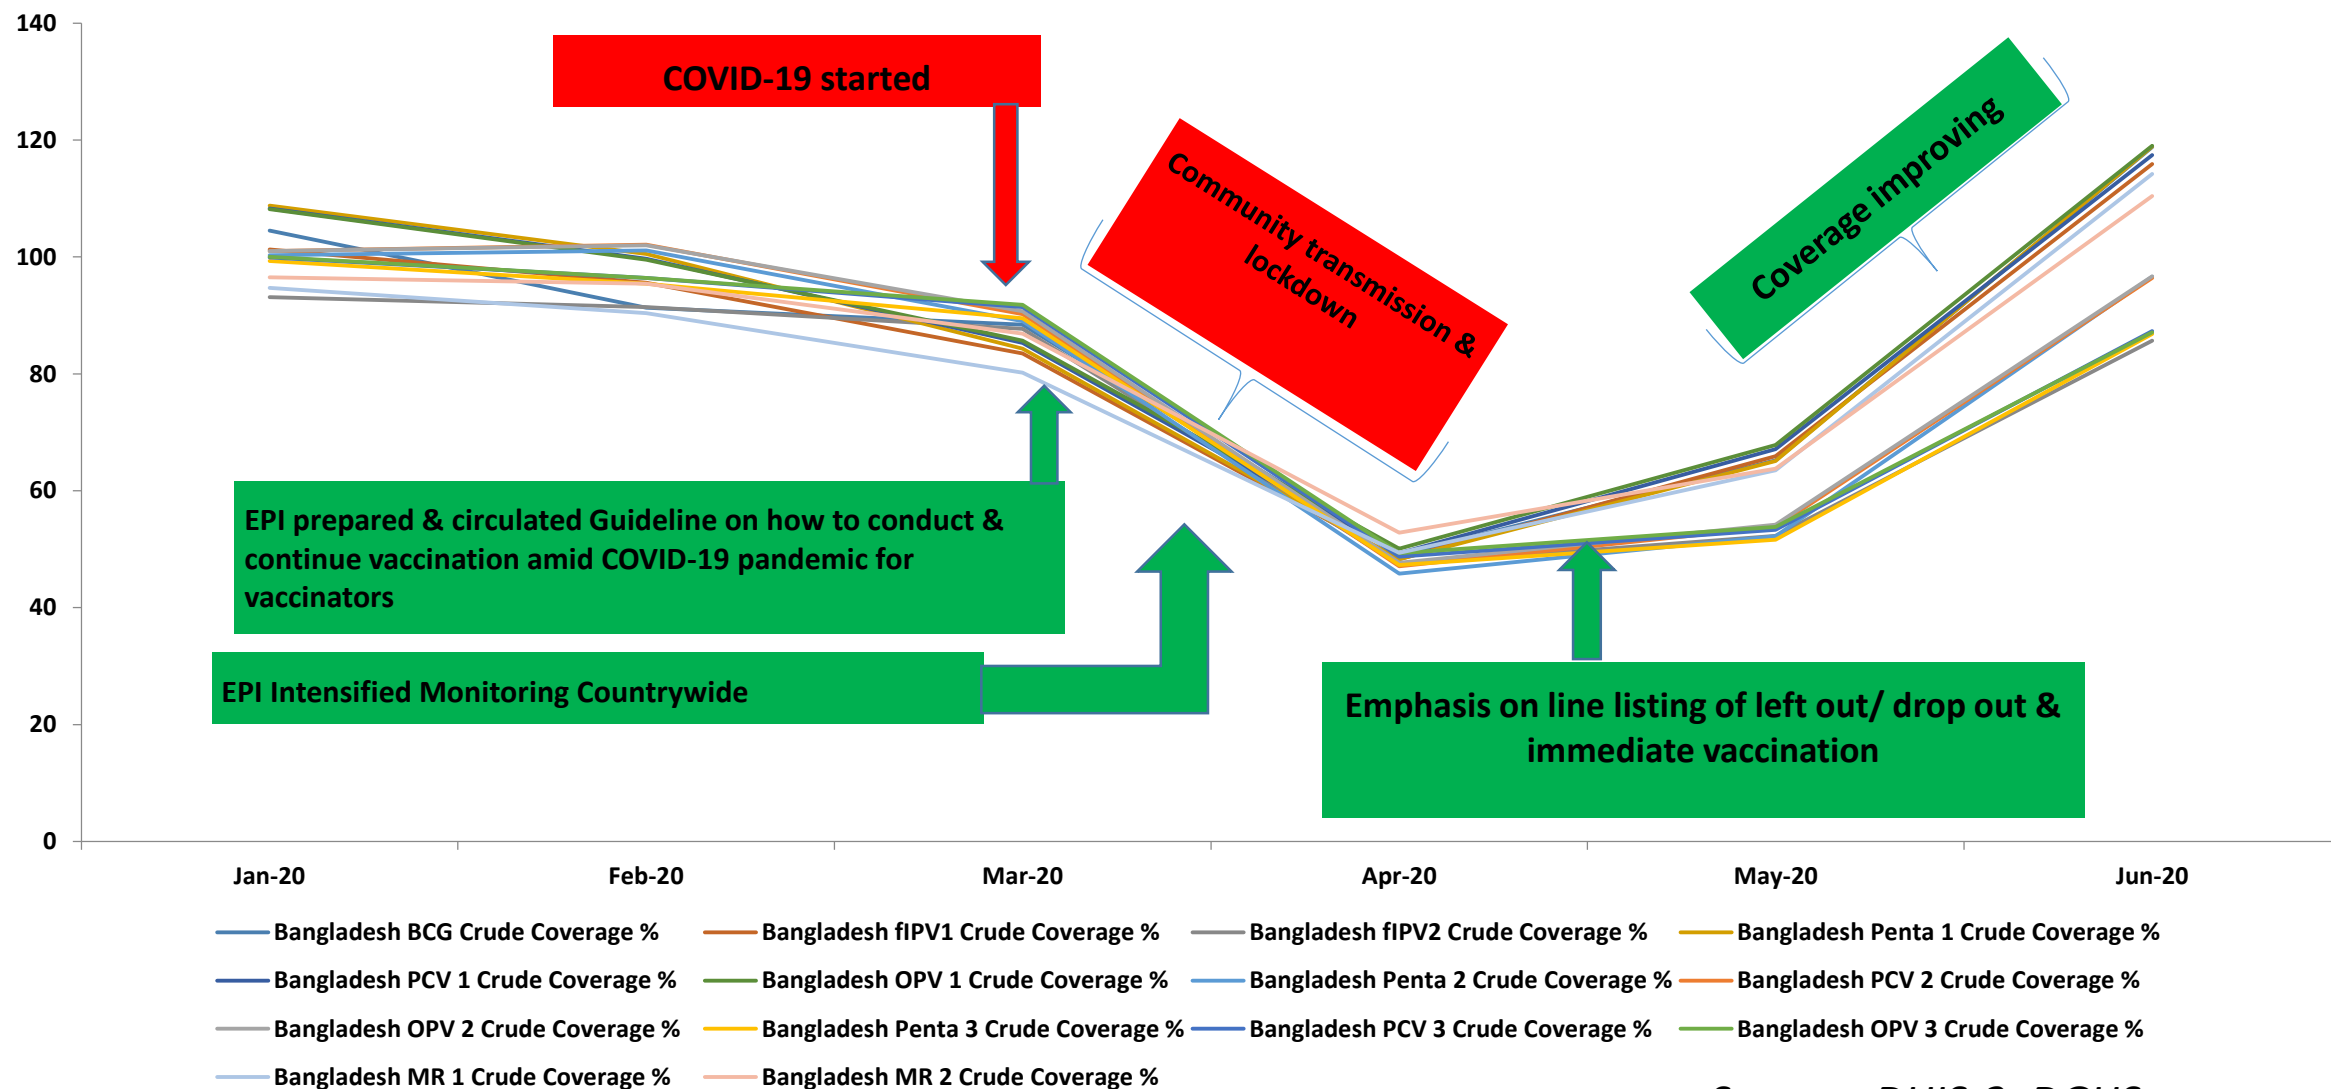 140
120
100
80
60
40
20
0
COVID-19 started
Community transmission &
lockdown
Coverage improving
EPI prepared & circulated Guideline on how to conduct &
continue vaccination amid COVID-19 pandemic for
vaccinators
EPI Intensified Monitoring Countrywide
Emphasis on line listing of left out/ drop out &
immediate vaccination
Jan-20 Feb-20 Mar-20 Apr-20 May-20 Jun-20
Bangladesh BCG Crude Coverage % Bangladesh fIPV1 Crude Coverage % Bangladesh fIPV2 Crude Coverage % Bangladesh Penta 1 Crude Coverage %
Bangladesh PCV 1 Crude Coverage % Bangladesh OPV 1 Crude Coverage % Bangladesh Penta 2 Crude Coverage % Bangladesh PCV 2 Crude Coverage %
Bangladesh OPV 2 Crude Coverage % Bangladesh Penta 3 Crude Coverage % Bangladesh PCV 3 Crude Coverage % Bangladesh OPV 3 Crude Coverage %
Bangladesh MR 1 Crude Coverage % Bangladesh MR 2 Crude Coverage %